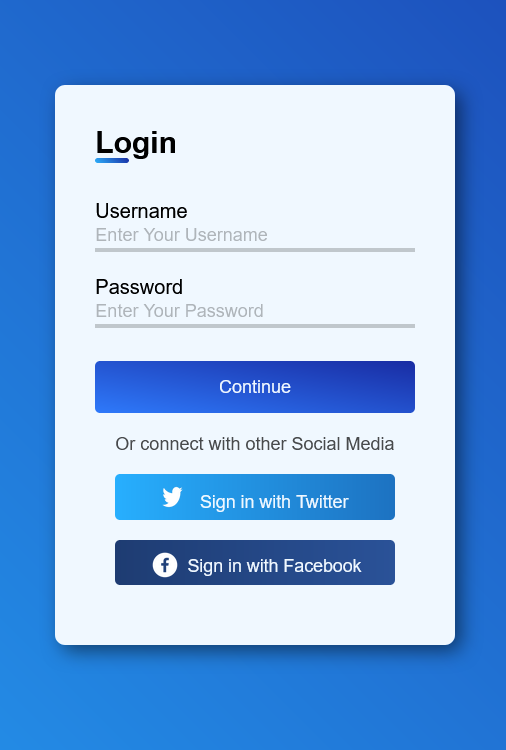 Login
Username
Enter Your Username
Password
Enter Your Password
Continue
Or connect with other Social Media
Sign in with Twitter
Sign in with Facebook